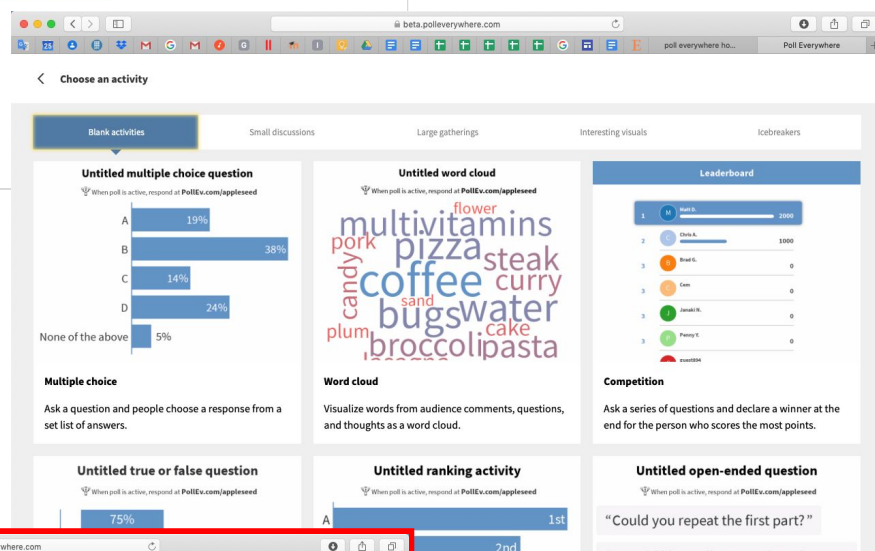 beta.polleverywhere.com
poll everywhere ho...
Poll Everywhere
Choose an activity
Blank activities
Small discussions
Large gatherings
Interesting visuals
Icebreakers
Untitled multiple choice question
When poll is active, respond at PollEv.com/appleseed
A 19%
B 38%
C 14%
D 24%
None of the above 5%
Multiple choice
Ask a question and people choose a response from a
set list of answers.
Untitled word cloud
When poll is active, respond at PollEv.com/appleseed
flower
multivitamins
pork
pizza
steak
candy
coffee
curry
sand
bugs
water
plum
cake
broccoli
pasta
Word cloud
Visualize words from audience comments, questions,
and thoughts as a word cloud.
Leaderboard
1 M Matt D. 2000
2 C Chris A. 1000
3 B Brad G. 0
3 C Cem 0
3 J Janaki N. 0
3 P Penny Y. 0
Competition
Ask a series of questions and declare a winner at the
end for the person who scores the most points.
Untitled true or false question
When poll is active, respond at PollEv.com/appleseed
75%
Untitled ranking activity
When poll is active, respond at PollEv.com/appleseed
A 1st
2nd
Untitled open-ended question
When poll is active, respond at PollEv.com/appleseed
“Could you repeat the first part?”
where.com